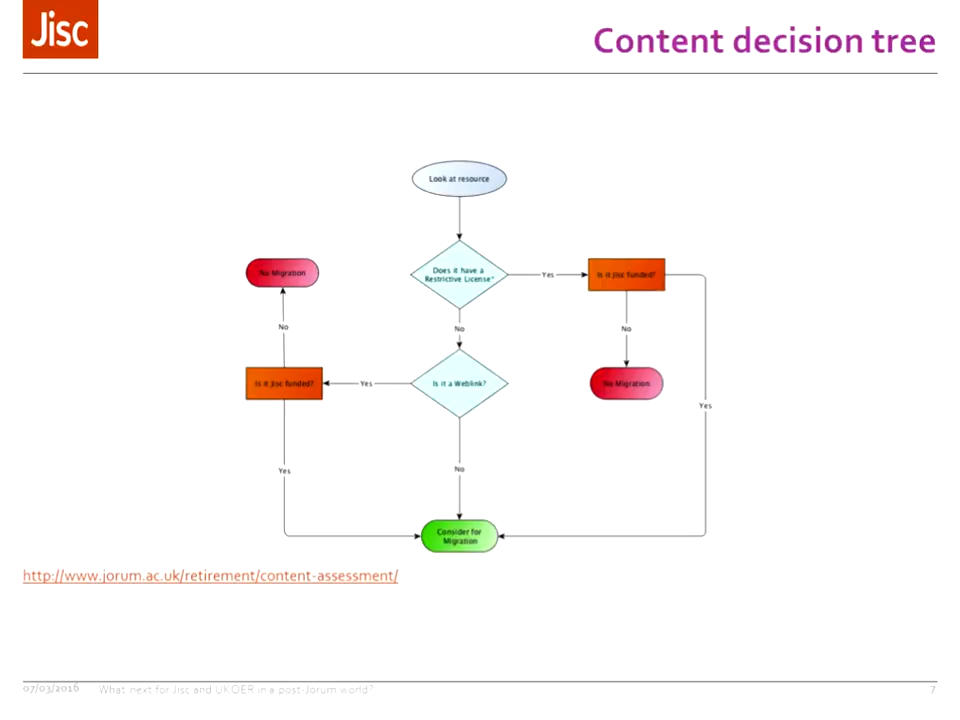 Jisc
Content decision tree
Look at resource
Does it have a
Restrictive License*
Yes
Is it Jisc funded?
No Migration
No
No
No
Is it Jisc funded?
Yes
Is it a Weblink?
No Migration
Yes
Yes
No
Consider for
Migration
http://www.jorum.ac.uk/retirement/content-assessment/
07/03/2016 What next for Jisc and UKOER in a post-Jorum world? 7